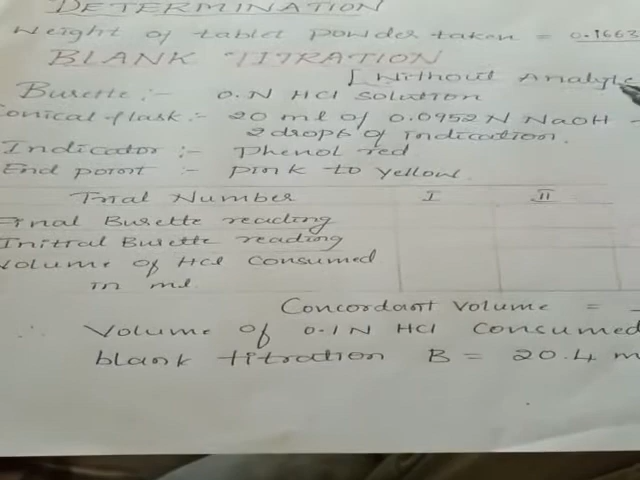 DETERMINATION
Weight of tablet powder taken = 0.1663
BLANK TITRATION
[Without Analyte
Burette :- 0.N HCl solution
Conical flask :- 20 ml of 0.0952 N NaOH +
2 drops of indication.
Indicator :- Phenol red
End point :- pink to yellow
Trial Number I II
Final Burette reading
Initial Burette reading
Volume of HCl consumed
in ml.
Concordant volume =
∴ Volume of 0.1N HCl consumed
blank titration B = 20.4 m